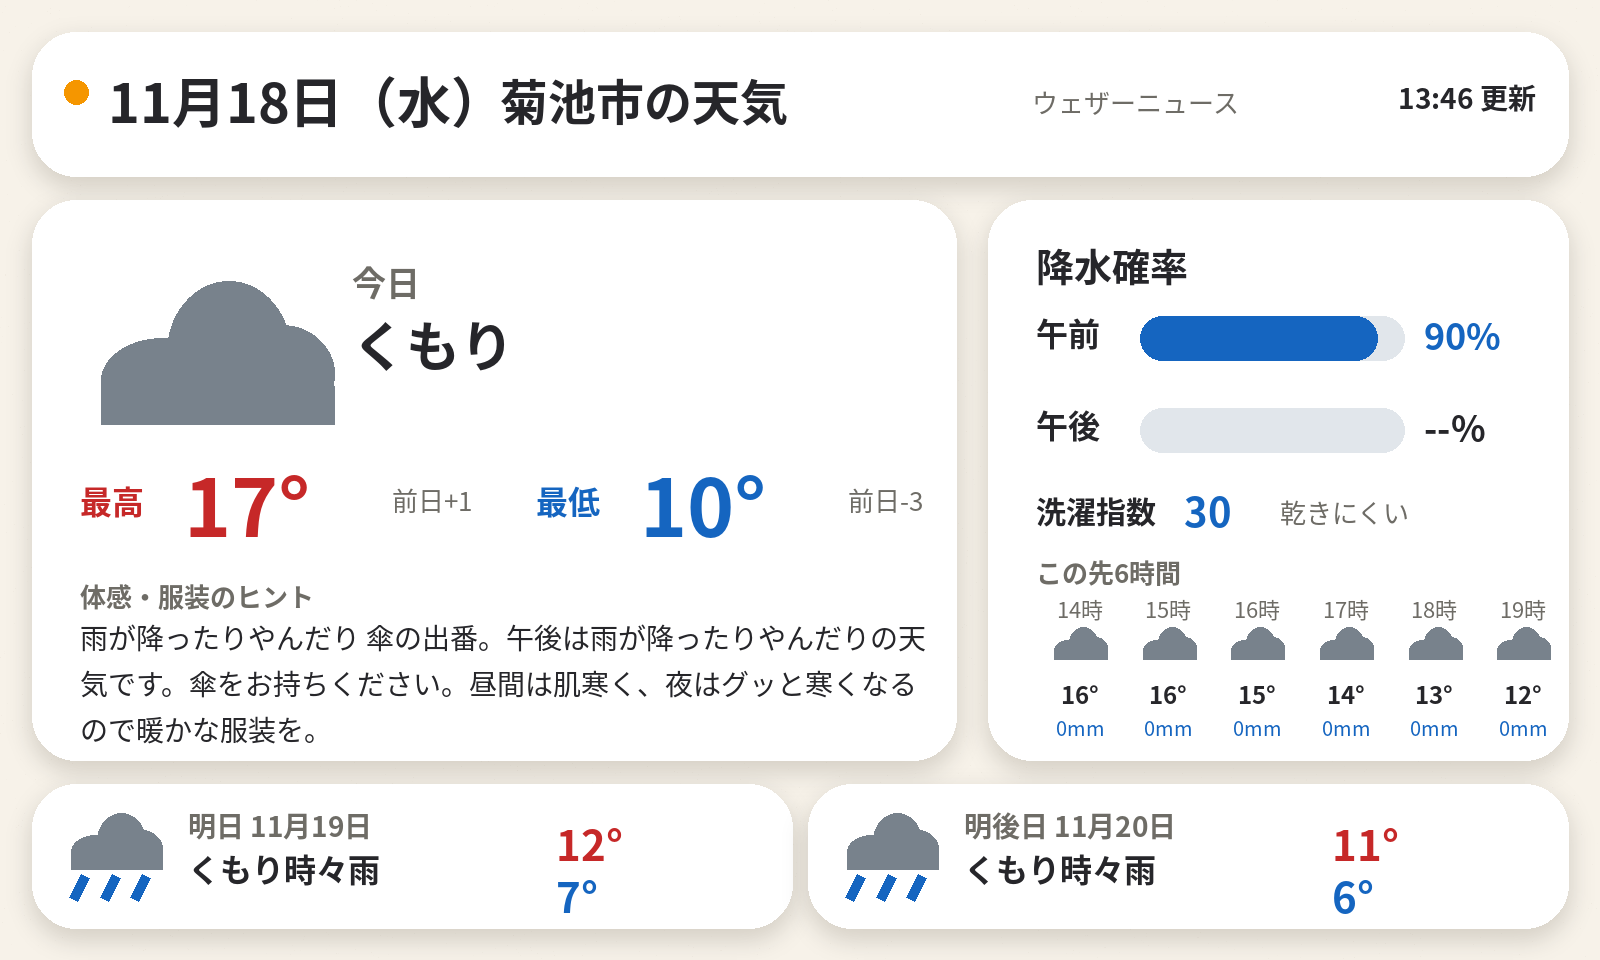 11月18日（水）菊池市の天気
ウェザーニュース
13:46 更新
今日
くもり
最高 17° 前日+1 最低 10° 前日-3
体感・服装のヒント
雨が降ったりやんだり 傘の出番。午後は雨が降ったりやんだりの天
気です。傘をお持ちください。昼間は肌寒く、夜はグッと寒くなる
ので暖かな服装を。
降水確率
午前 90%
午後 --%
洗濯指数 30 乾きにくい
この先6時間
14時 15時 16時 17時 18時 19時
16° 16° 15° 14° 13° 12°
0mm 0mm 0mm 0mm 0mm 0mm
明日 11月19日
くもり時々雨
12°
7°
明後日 11月20日
くもり時々雨
11°
6°